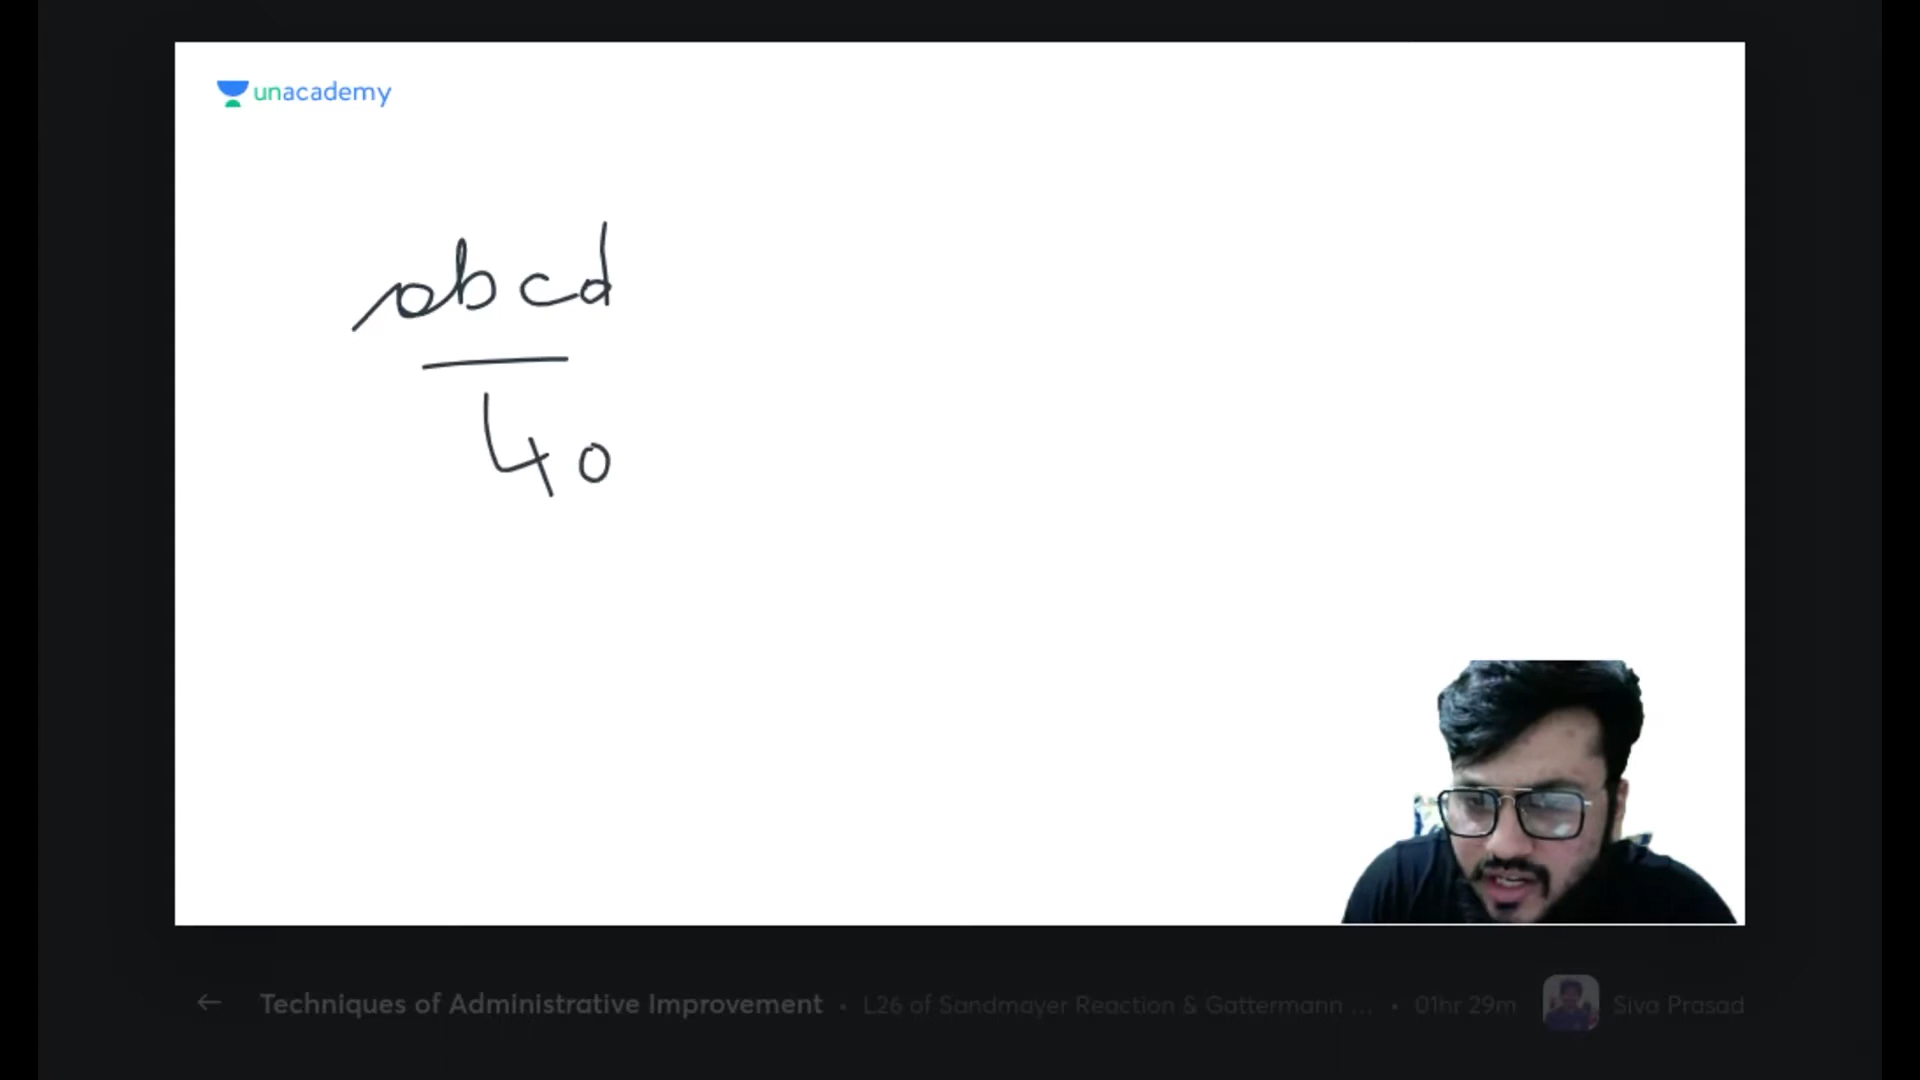 unacademy
abcd
40
← Techniques of Administrative Improvement • L26 of Sandmayer Reaction & Gattermann ... • 01hr 29m Siva Prasad